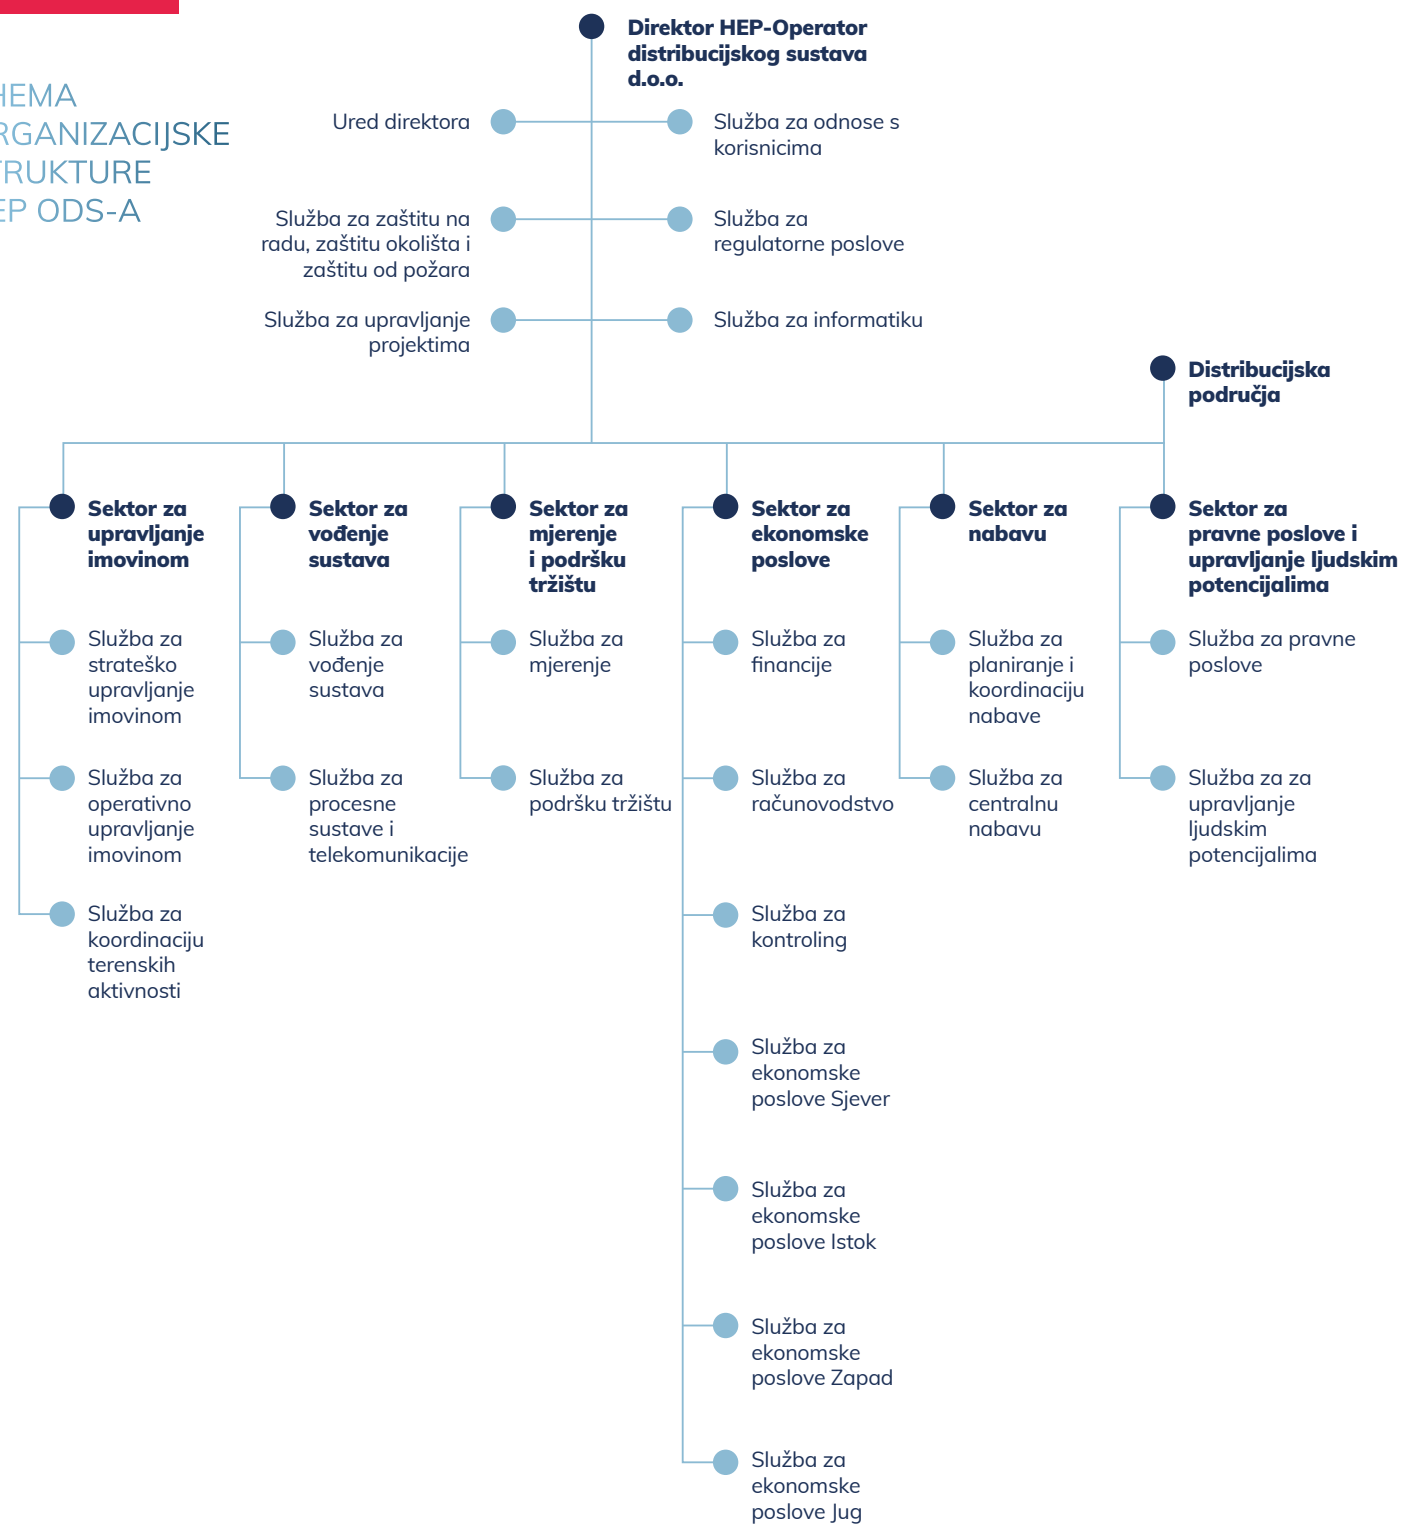 HEMA
RGANIZACIJSKE
TRUKTURE
EP ODS-A
Direktor HEP-Operator
distribucijskog sustava
d.o.o.
Ured direktora
Služba za odnose s
korisnicima
Služba za zaštitu na
radu, zaštitu okolišta i
zaštitu od požara
Služba za
regulatorne poslove
Služba za upravljanje
projektima
Služba za informatiku
Distribucijska
područja
Sektor za
upravljanje
imovinom
Služba za
strateško
upravljanje
imovinom
Služba za
operativno
upravljanje
imovinom
Služba za
koordinaciju
terenskih
aktivnosti
Sektor za
vođenje
sustava
Služba za
vođenje
sustava
Služba za
procesne
sustave i
telekomunikacije
Sektor za
mjerenje
i podršku
tržištu
Služba za
mjerenje
Služba za
podršku tržištu
Sektor za
ekonomske
poslove
Služba za
financije
Služba za
računovodstvo
Služba za
kontroling
Služba za
ekonomske
poslove Sjever
Služba za
ekonomske
poslove Istok
Služba za
ekonomske
poslove Zapad
Služba za
ekonomske
poslove Jug
Sektor za
nabavu
Služba za
planiranje i
koordinaciju
nabave
Služba za
centralnu
nabavu
Sektor za
pravne poslove i
upravljanje ljudskim
potencijalima
Služba za pravne
poslove
Služba za za
upravljanje
ljudskim
potencijalima